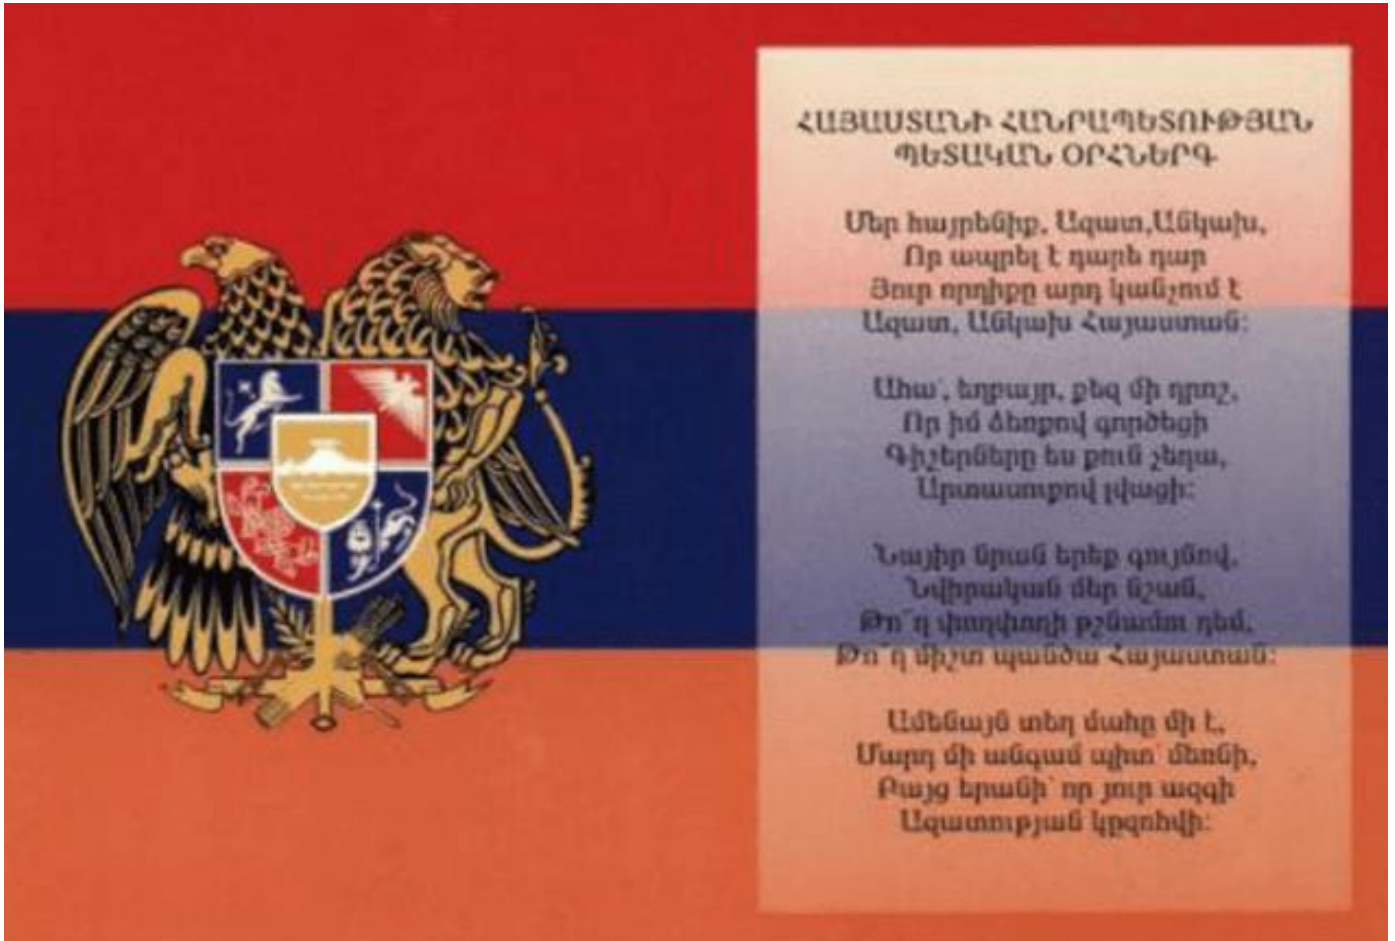 ՀԱՅԱՍՏԱՆԻ ՀԱՆՐԱՊԵՏՈՒԹՅԱՆ
ՊԵՏԱԿԱՆ ՕՐՀՆԵՐԳ
Մեր հայրենիք, Ազատ,Անկախ,
Որ ապրել է դարե դար
Յուր որդիքը արդ կանչում է
Ազատ, Անկախ Հայաստան:
Ահա՛, եղբայր, քեզ մի դրոշ,
Որ իմ ձեռքով գործեցի
Գիշերները ես քուն չեղա,
Արտասուքով լվացի:
Նայիր նրան երեք գույնով,
Նվիրական մեր նշան,
Թո՜ղ փողփողի թշնամու դեմ,
Թո՜ղ միշտ պանծա Հայաստան:
Ամենայն տեղ մահը մի է,
Մարդ մի անգամ պիտ՛ մեռնի,
Բայց երանի՝ որ յուր ազգի
Ազատության կըզոհվի: